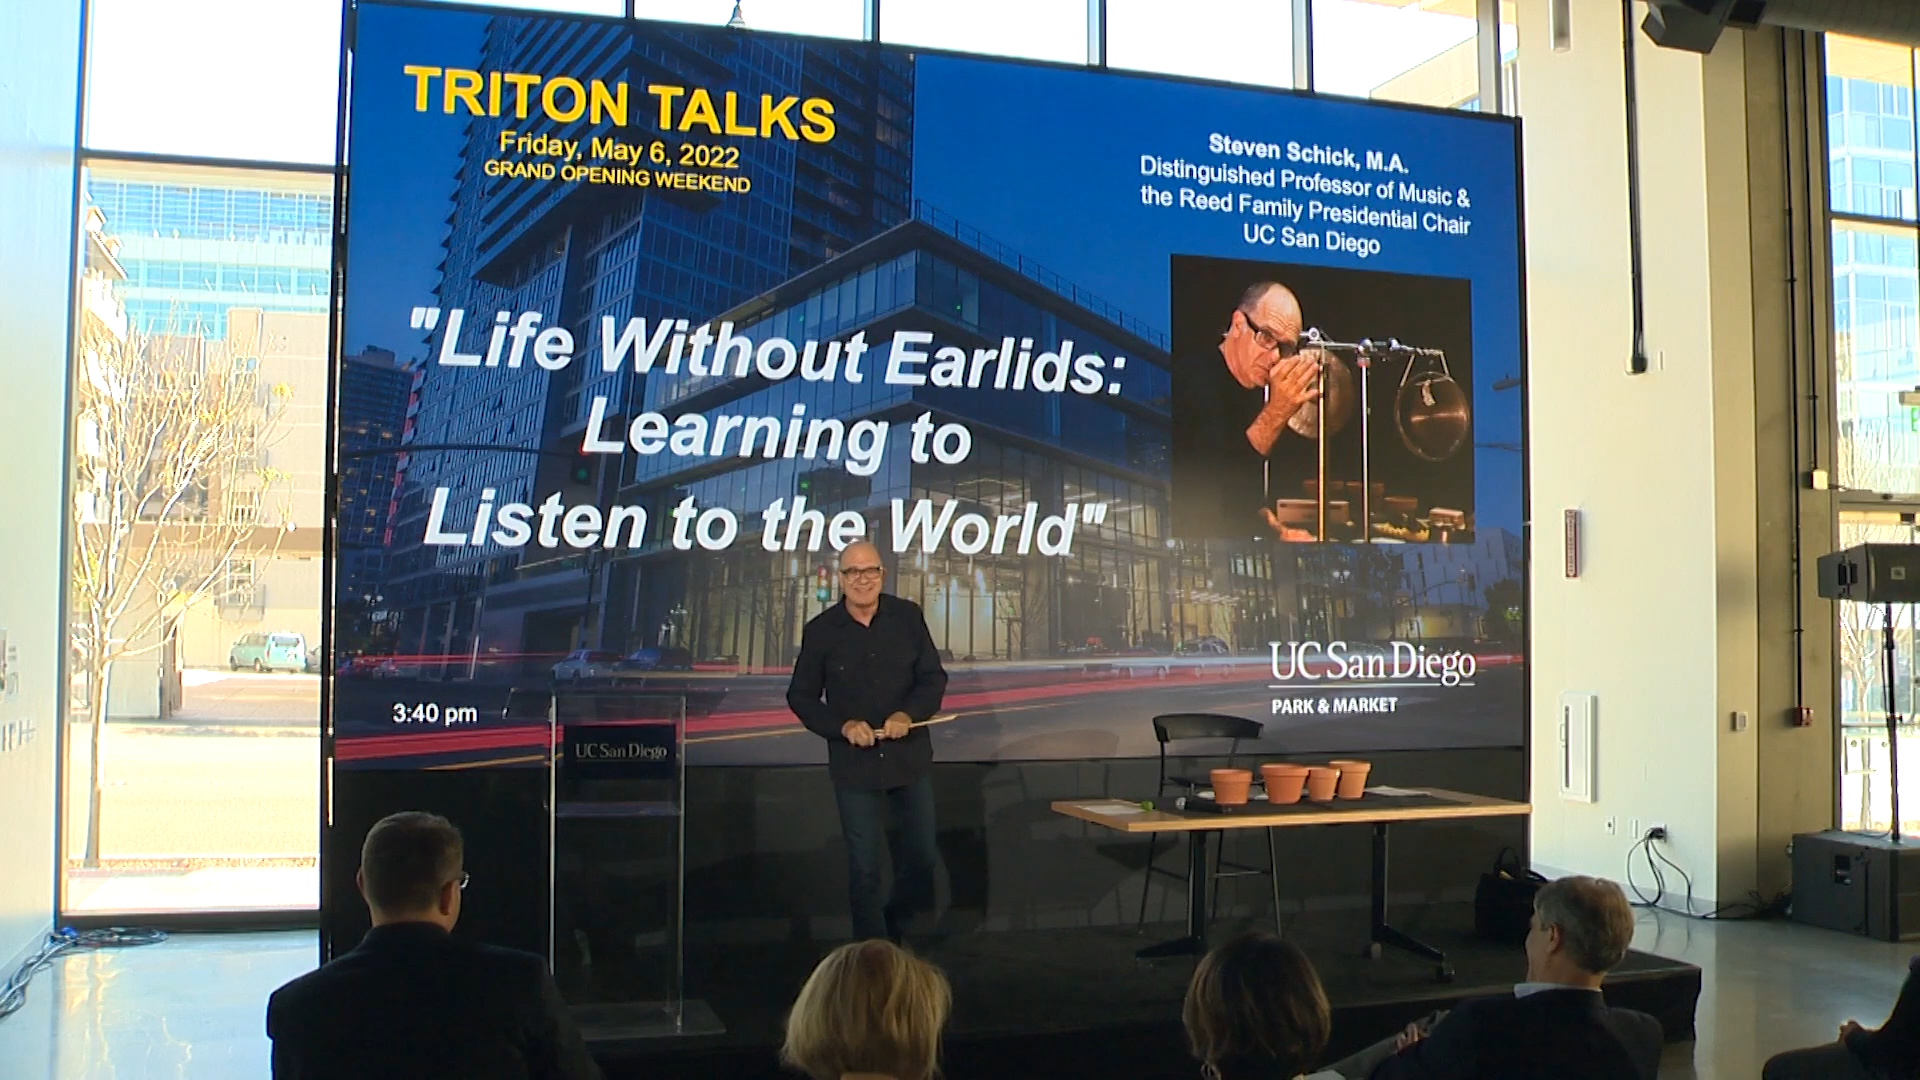 TRITON TALKS
Friday, May 6, 2022
GRAND OPENING WEEKEND
Steven Schick, M.A.
Distinguished Professor of Music &
the Reed Family Presidential Chair
UC San Diego
"Life Without Earlids:
Learning to
Listen to the World"
UC San Diego
PARK & MARKET
3:40 pm
UC San Diego